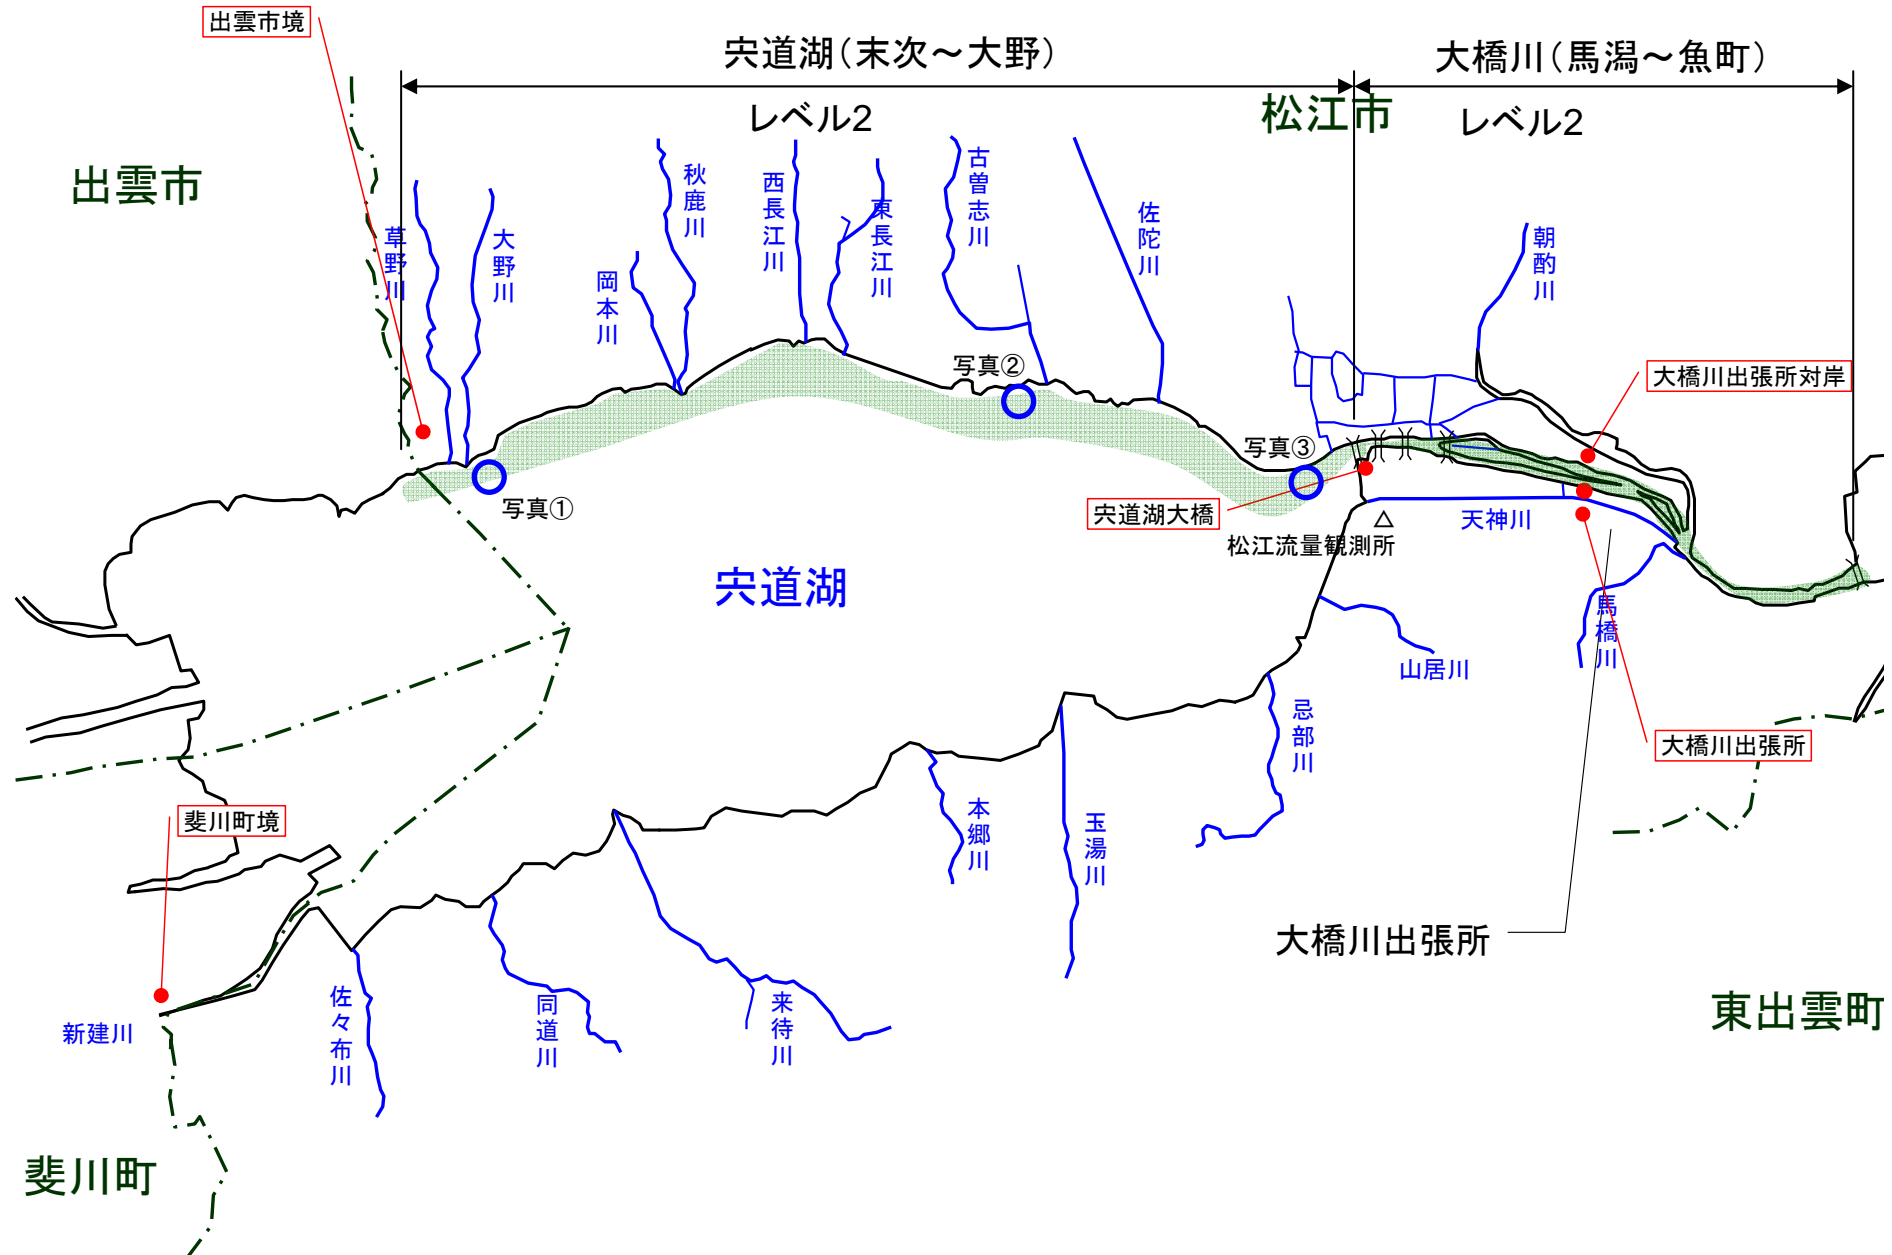 出雲市境
宍道湖（末次～大野）
大橋川（馬潟～魚町）
レベル2
松江市
レベル2
出雲市
草野川
大野川
岡本川
秋鹿川
西長江川
東長江川
古曽志川
佐陀川
朝酌川
写真②
大橋川出張所対岸
写真③
写真①
宍道湖大橋
天神川
松江流量観測所
宍道湖
馬橋川
山居川
忌部川
大橋川出張所
斐川町境
本郷川
玉湯川
大橋川出張所
佐々布川
同道川
来待川
東出雲町
新建川
斐川町